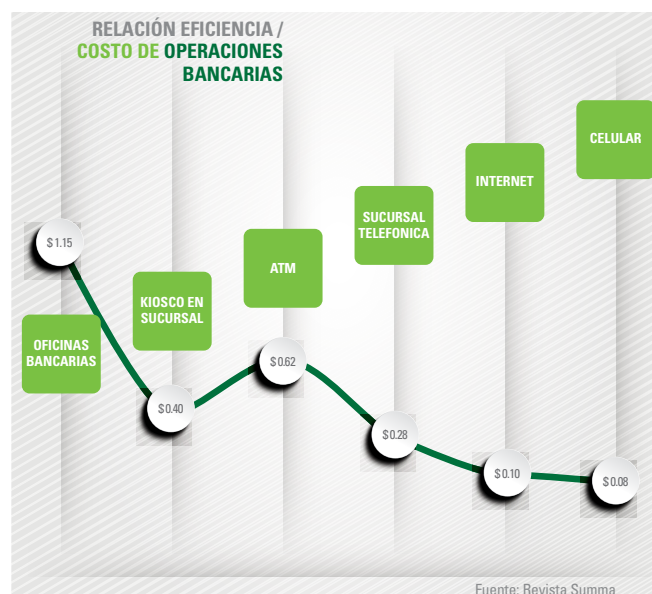 RELACIÓN EFICIENCIA /
COSTO DE OPERACIONES
BANCARIAS
CELULAR
INTERNET
SUCURSAL
TELEFONICA
ATM
KIOSCO EN
SUCURSAL
OFICINAS
BANCARIAS
$1.15
$0.40
$0.62
$0.28
$0.10
$0.08
Fuente: Revista Summa